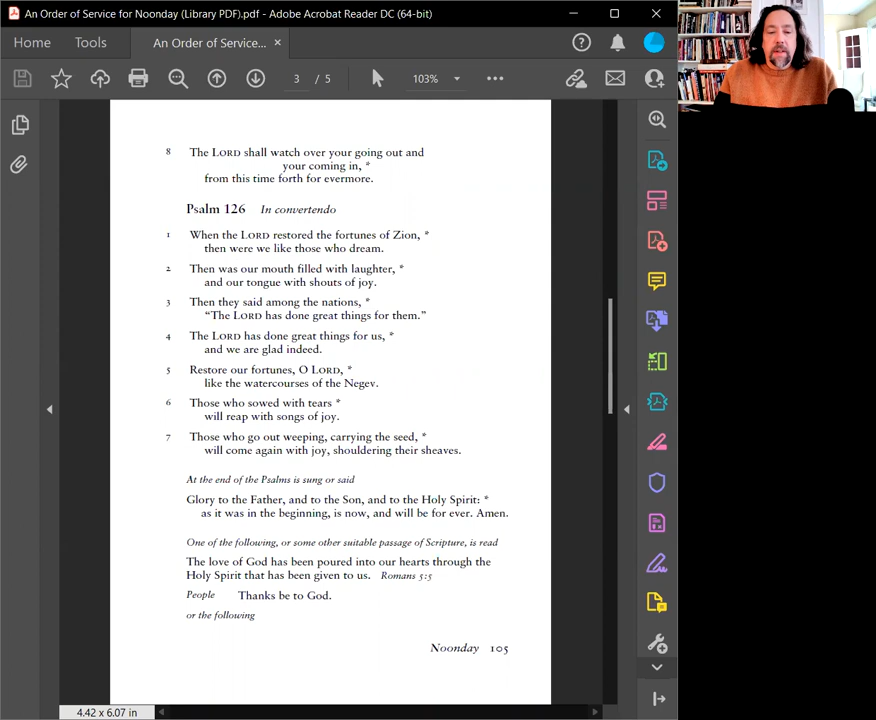 An Order of Service for Noonday (Library PDF).pdf - Adobe Acrobat Reader DC (64-bit)
Home Tools An Order of Service...
3 / 5 103%
8 The LORD shall watch over your going out and
your coming in, *
from this time forth for evermore.
Psalm 126 In convertendo
1 When the LORD restored the fortunes of Zion, *
then were we like those who dream.
2 Then was our mouth filled with laughter, *
and our tongue with shouts of joy.
3 Then they said among the nations, *
“The LORD has done great things for them.”
4 The LORD has done great things for us, *
and we are glad indeed.
5 Restore our fortunes, O LORD, *
like the watercourses of the Negev.
6 Those who sowed with tears *
will reap with songs of joy.
7 Those who go out weeping, carrying the seed, *
will come again with joy, shouldering their sheaves.
At the end of the Psalms is sung or said
Glory to the Father, and to the Son, and to the Holy Spirit: *
as it was in the beginning, is now, and will be for ever. Amen.
One of the following, or some other suitable passage of Scripture, is read
The love of God has been poured into our hearts through the
Holy Spirit that has been given to us. Romans 5:5
People Thanks be to God.
or the following
Noonday 105
4.42 x 6.07 in